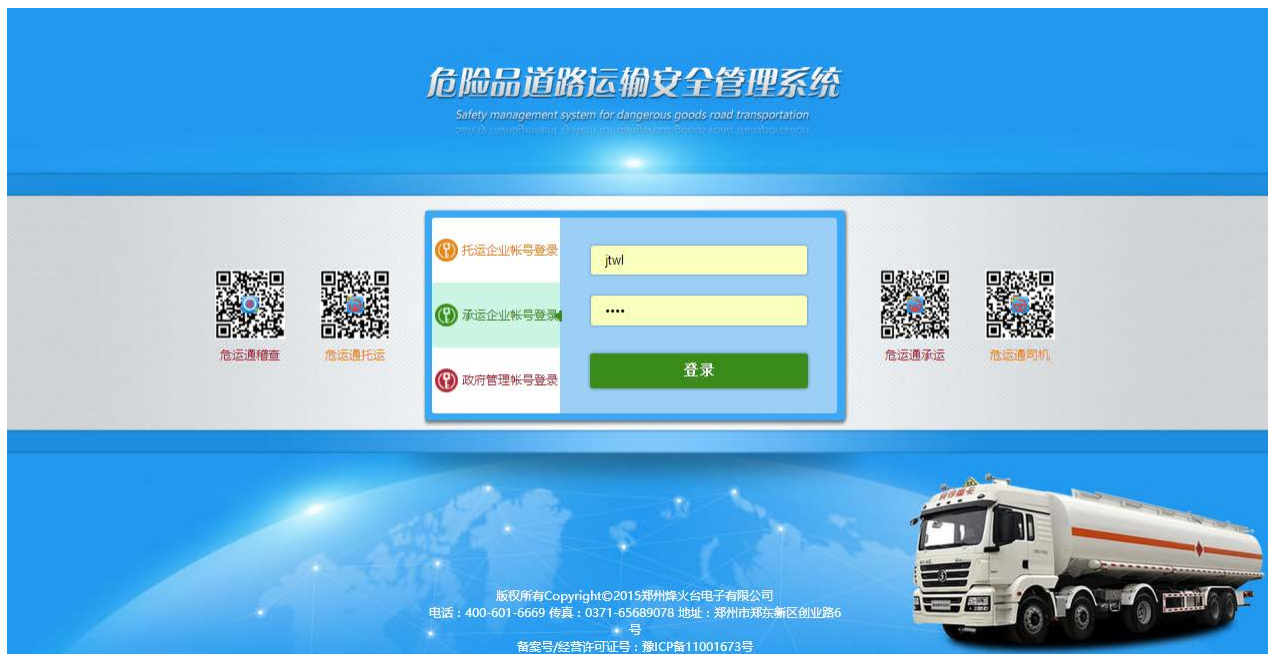 危险品道路运输安全管理系统
Safety management system for dangerous goods road transportation
托运企业帐号登录
jtwl
承运企业帐号登录
••••
政府管理帐号登录
登录
危运通稽查
危运通托运
危运通承运
危运通司机
版权所有Copyright©2015郑州烽火台电子有限公司
电话：400-601-6669 传真：0371-65689078 地址：郑州市郑东新区创业路6
号
备案号/经营许可证号：豫ICP备11001673号